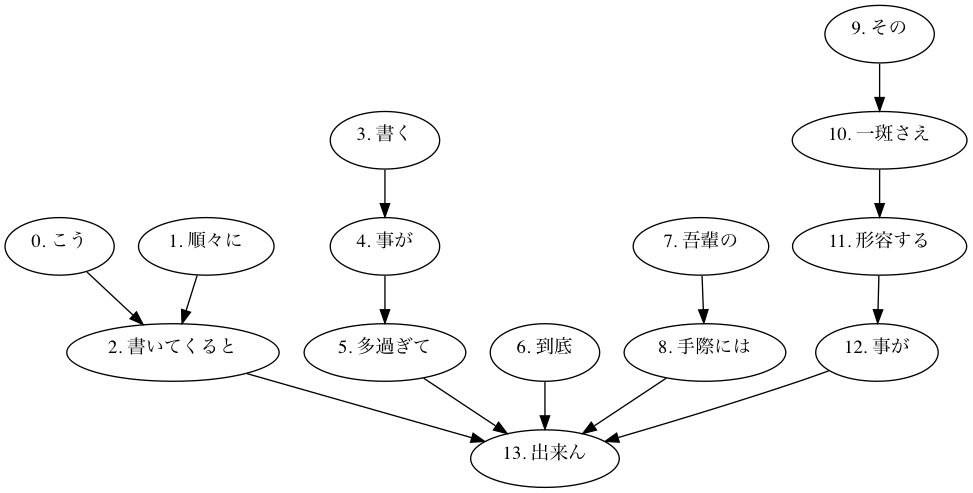 0. こう
1. 順々に
2. 書いてくると
3. 書く
4. 事が
5. 多過ぎて
6. 到底
7. 吾輩の
8. 手際には
9. その
10. 一斑さえ
11. 形容する
12. 事が
13. 出来ん